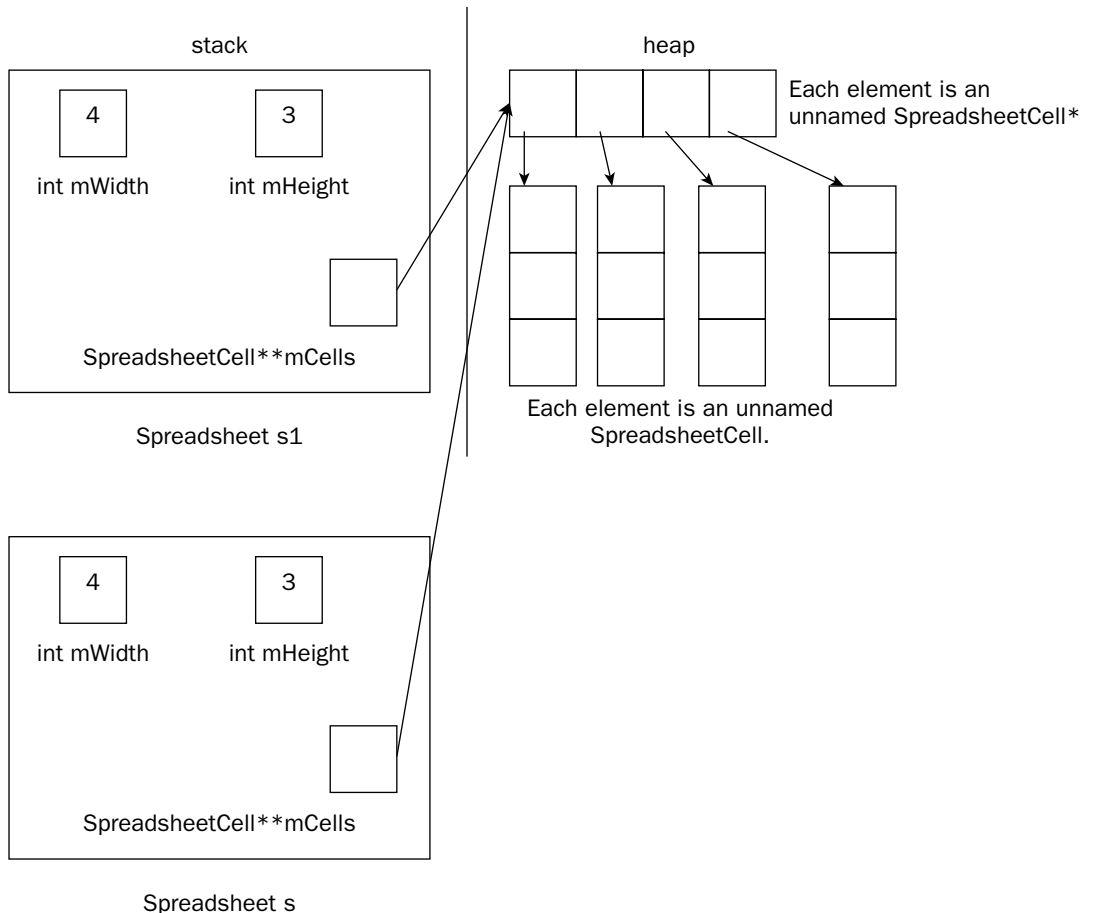 stack
heap
4
3
int mWidth
int mHeight
SpreadsheetCell**mCells
Spreadsheet s1
Each element is an
unnamed SpreadsheetCell*
Each element is an unnamed
SpreadsheetCell.
4
3
int mWidth
int mHeight
SpreadsheetCell**mCells
Spreadsheet s